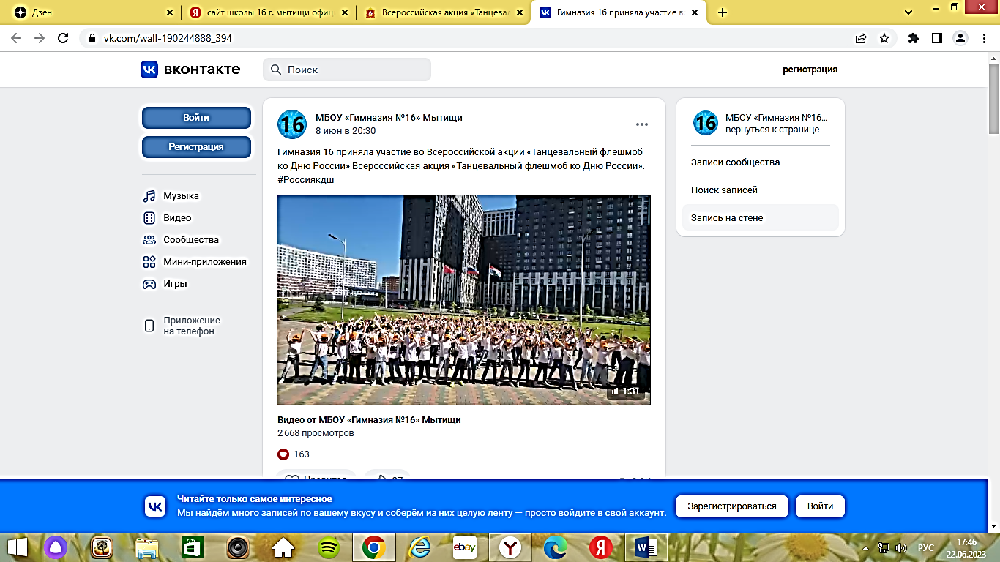 Дзен
сайт школы 16 г. мытищи офиц
Всероссийская акция «Танцевал
Гимназия 16 приняла участие в
vk.com/wall-190244888_394
вконтакте
Поиск
регистрация
Войти
Регистрация
Музыка
Видео
Сообщества
Мини-приложения
Игры
Приложение
на телефон
16
МБОУ «Гимназия №16» Мытищи
8 июн в 20:30
Гимназия 16 приняла участие во Всероссийской акции «Танцевальный флешмоб
ко Дню России» Всероссийская акция «Танцевальный флешмоб ко Дню России».
#Россиякдш
1:31
Видео от МБОУ «Гимназия №16» Мытищи
2 668 просмотров
163
Нравится
16
МБОУ «Гимназия №16...
вернуться к странице
Записи сообщества
Поиск записей
Запись на стене
Читайте только самое интересное
Мы найдём много записей по вашему вкусу и соберём из них целую ленту — просто войдите в свой аккаунт.
Зарегистрироваться
Войти
ebay
РУС
17:46
22.06.2023